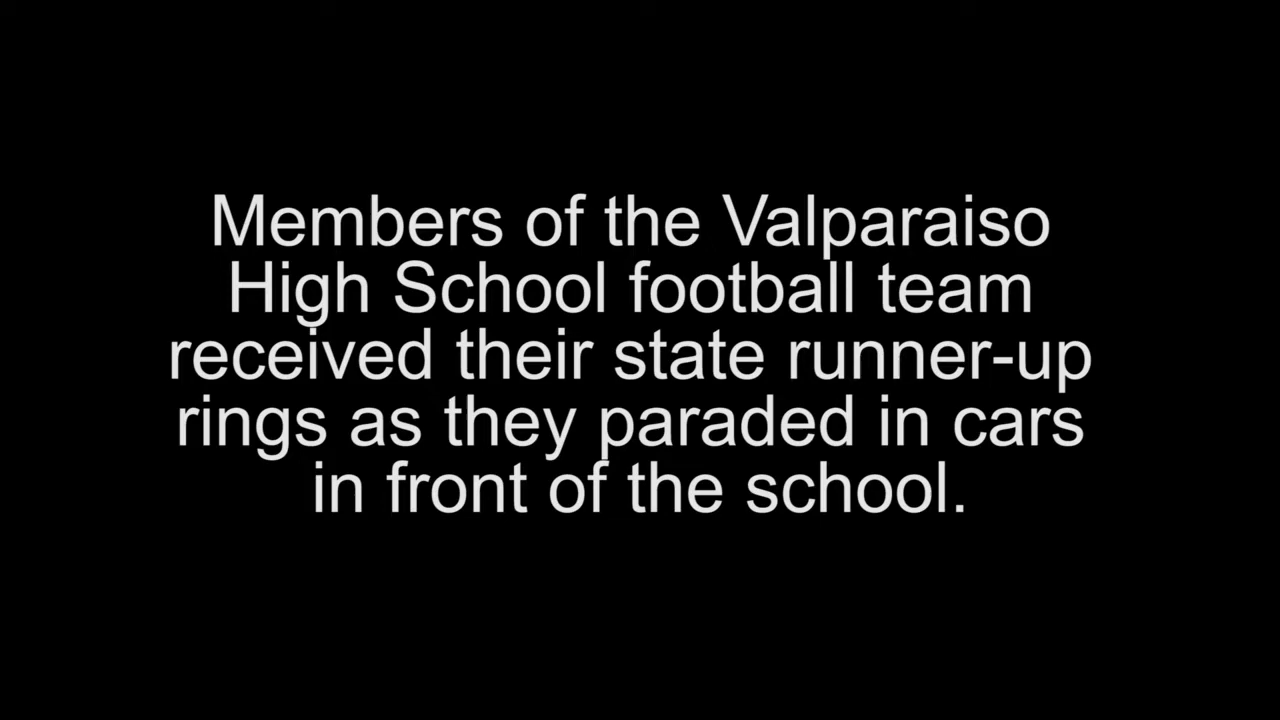 Members of the Valparaiso
High School football team
received their state runner-up
rings as they paraded in cars
in front of the school.